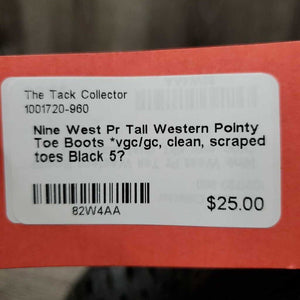 82W4AA
The Tack Collector
1001720-960
Nine West Pr Tall Western Pointy
Toe Boots *vgc/gc, clean, scraped
toes Black 5?
82W4AA
$25.00